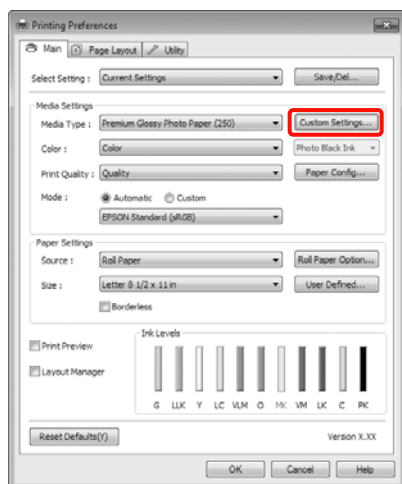 Printing Preferences
Main Page Layout Utility
Select Setting : Current Settings Save/Del...
Media Settings
Media Type : Premium Glossy Photo Paper (250) Custom Settings...
Color : Color Photo Black Ink
Print Quality : Quality Paper Config...
Mode : Automatic Custom
EPSON Standard (sRGB)
Paper Settings
Source : Roll Paper Roll Paper Option...
Size : Letter 8 1/2 x 11 in User Defined...
Borderless
Ink Levels
Print Preview
Layout Manager
G LLK Y LC VLM O MK VM LK C PK
Reset Defaults(Y) Version X.XX
OK Cancel Help